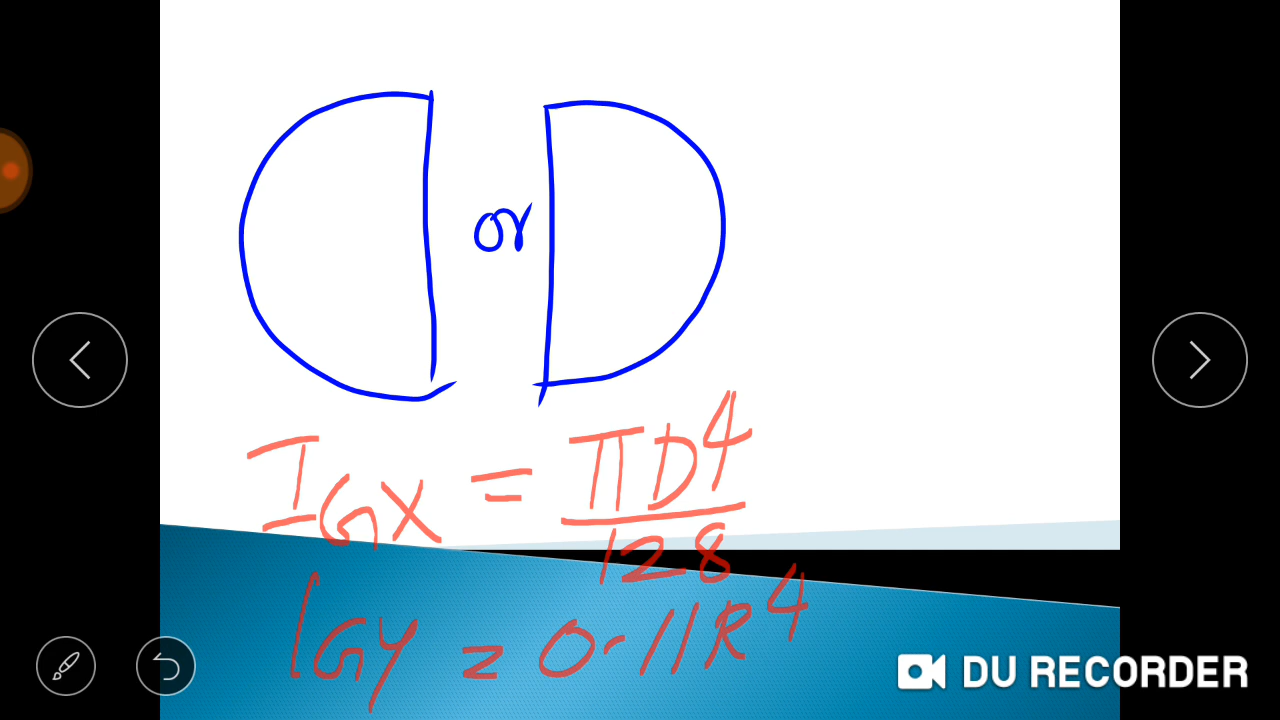 or
IGX = πD⁴/128
IGY = 0.11R⁴
DU RECORDER